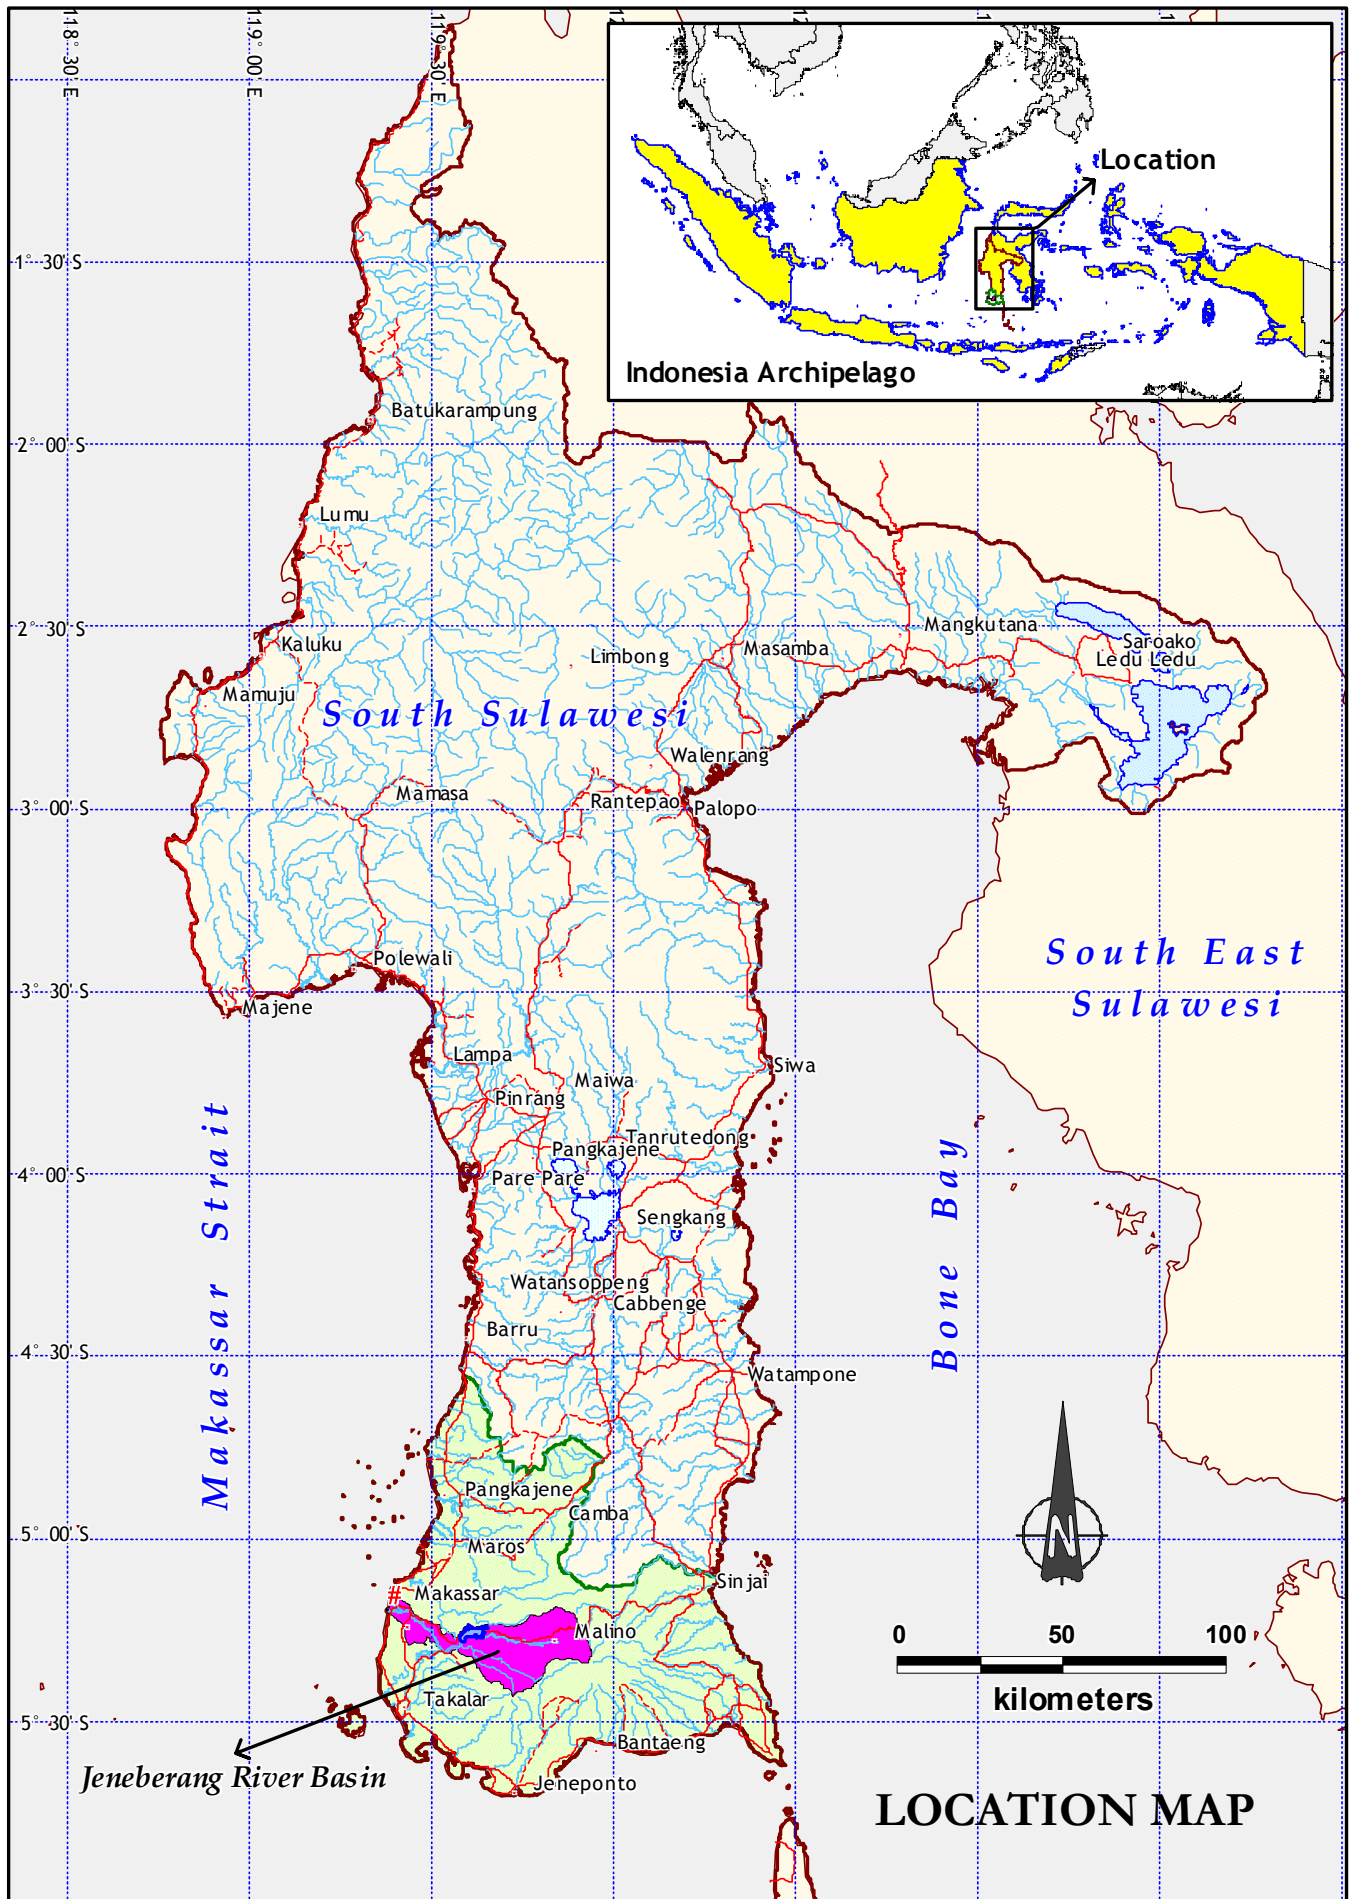 118° 30'
119° 00' E
119° 30' E
Location
Indonesia Archipelago
1° 30' S
Batukarampung
2° 00' S
Lumu
2° 30' S
Mangkutana
Kaluku
Limbong
Masamba
Saroako
Ledu Ledu
Mamuju
South Sulawesi
Walenrang
Mamasa
Rantepao
Palopo
3° 00' S
South East
Sulawesi
Polewali
3° 30' S
Majene
Lampa
Siwa
Maiwa
Pinrang
Tanrutedong
Pangkajene
4° 00' S
Pare Pare
Sengkang
Makassar Strait
Bone Bay
Watansoppeng
Cabbenge
Barru
4° 30' S
Watampone
Pangkajene
Camba
5° 00' S
Maros
N
Sinjai
# Makassar
Malino
0 50 100
kilometers
Takalar
5° 30' S
Bantaeng
Jeneberang River Basin
Jeneponto
LOCATION MAP